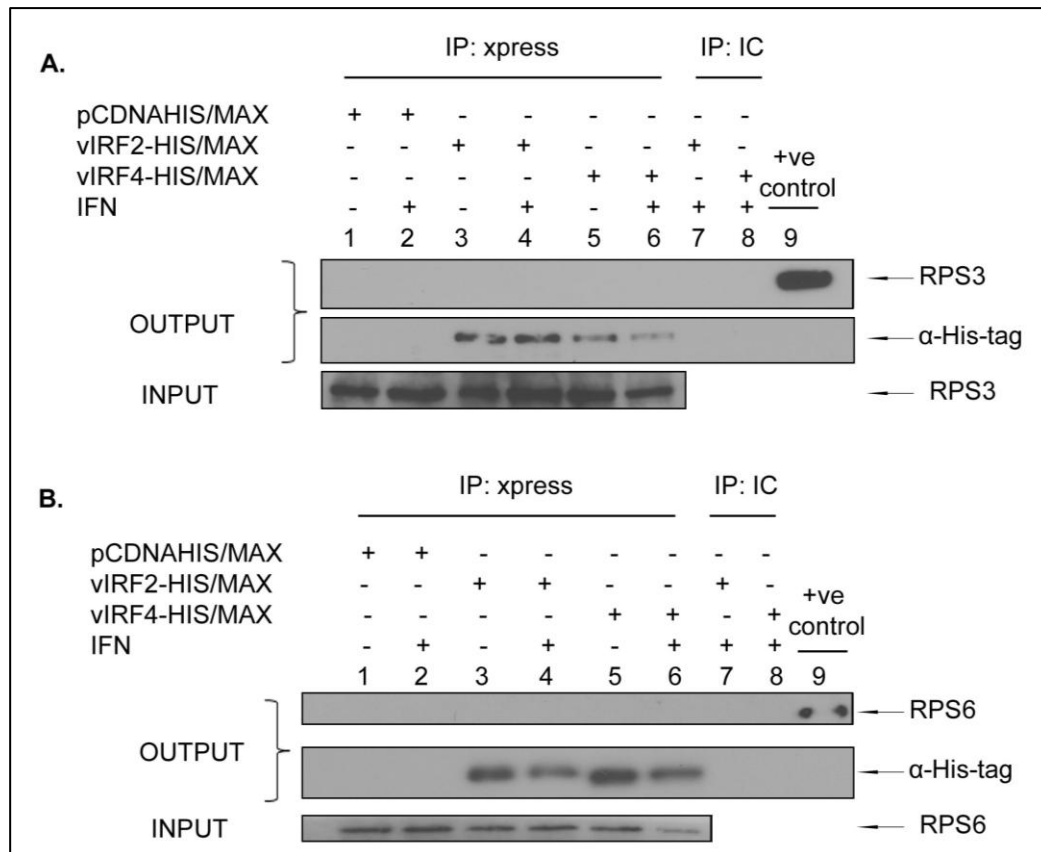 A.
IP: xpress IP: IC
pCDNAHIS/MAX + + - - - - - -
vIRF2-HIS/MAX - - + + - - + -
vIRF4-HIS/MAX - - - - + + - +
IFN - + - + - + + +
+ve
control
1 2 3 4 5 6 7 8 9
RPS3
OUTPUT
α-His-tag
INPUT
RPS3
B.
IP: xpress IP: IC
pCDNAHIS/MAX + + - - - - - -
vIRF2-HIS/MAX - - + + - - + -
vIRF4-HIS/MAX - - - - + + - +
IFN - + - + - + + +
+ve
control
1 2 3 4 5 6 7 8 9
RPS6
OUTPUT
α-His-tag
INPUT
RPS6